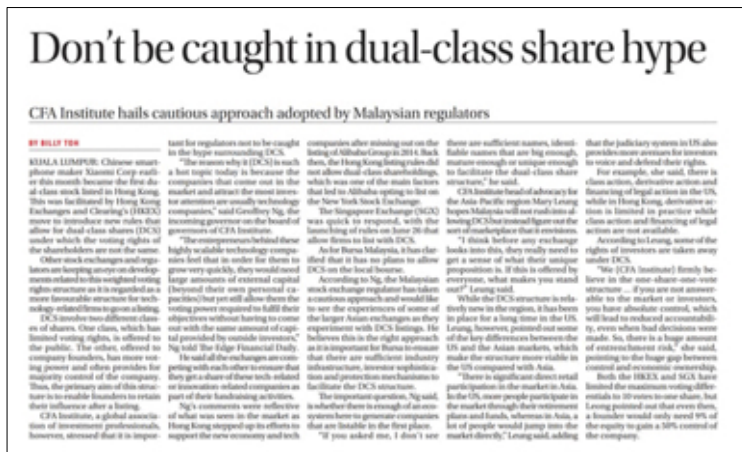 Don't be caught in dual-class share hype
CFA Institute hails cautious approach adopted by Malaysian regulators
BY BILLY TOH
KUALA LUMPUR: Chinese smart-
phone maker Xiaomi Corp earli-
er this month became the first du-
al-class stock listed in Hong Kong.
This was facilitated by Hong Kong
Exchanges and Clearing's (HKEX)
move to introduce new rules that
allow for dual-class shares (DCS)
under which the voting rights of
the shareholders are not the same.
Other stock exchanges and regu-
lators are keeping an eye on develop-
ments related to this weighted voting
rights structure as it is regarded as a
more favourable structure for tech-
nology-related firms to go on a listing.
DCS involve two different class-
es of shares. One class, which has
limited voting rights, is offered to
the public. The other, offered to
company founders, has more vot-
ing power and often provides for
majority control of the company.
Thus, the primary aim of this struc-
ture is to enable founders to retain
their influence after a listing.
CFA Institute, a global associa-
tion of investment professionals,
however, stressed that it is impor-
tant for regulators not to be caught
in the hype surrounding DCS.
"The reason why it [DCS] is such
a hot topic today is because the
companies that come out in the
market and attract the most inves-
tor attention are usually technology
companies," said Geoffrey Ng, the
incoming governor on the board of
governors of CFA Institute.
"The entrepreneurs behind these
highly scalable technology compa-
nies feel that in order for them to
grow very quickly, they would need
large amounts of external capital
(beyond their own personal ca-
pacities) but yet still allow them the
voting power required to fulfil their
objectives without having to come
out with the same amount of capi-
tal provided by outside investors,"
Ng told The Edge Financial Daily.
He said all the exchanges are com-
peting with each other to ensure that
they get a share of these tech-related
or innovation-related companies as
part of their fundraising activities.
Ng's comments were reflective
of what was seen in the market as
Hong Kong stepped up its efforts to
support the new economy and tech
companies after missing out on the
listing of Alibaba Group in 2014. Back
then, the Hong Kong listing rules did
not allow dual-class shareholdings,
which was one of the main factors
that led to Alibaba opting to list on
the New York Stock Exchange.
The Singapore Exchange (SGX)
was quick to respond, with the
launching of rules on June 26 that
allow firms to list with DCS.
As for Bursa Malaysia, it has clar-
ified that it has no plans to allow
DCS on the local bourse.
According to Ng, the Malaysian
stock exchange regulator has taken
a cautious approach and would like
to see the experiences of some of
the larger Asian exchanges as they
experiment with DCS listings. He
believes this is the right approach
as it is important for Bursa to ensure
that there are sufficient industry
infrastructure, investor sophistica-
tion and protection mechanisms to
facilitate the DCS structure.
The important question, Ng said,
is whether there is enough of an eco-
system here to generate companies
that are listable in the first place.
"If you asked me, I don't see
there are sufficient names, identi-
fiable names that are big enough,
mature enough or unique enough
to facilitate the dual-class share
structure," he said.
CFA Institute head of advocacy for
the Asia-Pacific region Mary Leung
hopes Malaysia will not rush into al-
lowing DCS but instead figure out the
sort of marketplace that it envisions.
"I think before any exchange
looks into this, they really need to
get a sense of what their unique
proposition is. If this is offered by
everyone, what makes you stand
out?" Leung said.
While the DCS structure is rela-
tively new in the region, it has been
in place for a long time in the US.
Leung, however, pointed out some
of the key differences between the
US and the Asian markets, which
make the structure more viable in
the US compared with Asia.
"There is significant direct retail
participation in the market in Asia.
In the US, more people participate in
the market through their retirement
plans and funds, whereas in Asia, a
lot of people would jump into the
market directly," Leung said, adding
that the judiciary system in US also
provides more avenues for investors
to voice and defend their rights.
For example, she said, there is
class action, derivative action and
financing of legal action in the US,
while in Hong Kong, derivative ac-
tion is limited in practice while
class action and financing of legal
action are not available.
According to Leung, some of the
rights of investors are taken away
under DCS.
"We [CFA Institute] firmly be-
lieve in the one-share-one-vote
structure ... if you are not answer-
able to the market or investors,
you have absolute control, which
will lead to reduced accountabili-
ty, even when bad decisions were
made. So, there is a huge amount
of entrenchment risk," she said,
pointing to the huge gap between
control and economic ownership.
Both the HKEX and SGX have
limited the maximum voting differ-
entials to 10 votes to one share, but
Leung pointed out that even then,
a founder would only need 9% of
the equity to gain a 50% control of
the company.